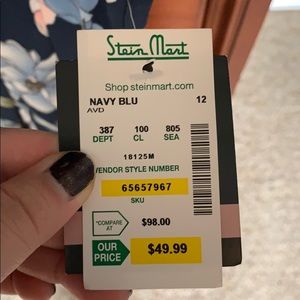 Stein Mart
Shop steinmart.com
NAVY BLU 12
AVD
387 100 805
DEPT CL SEA
18125M
VENDOR STYLE NUMBER
65657967
SKU
*COMPARE AT $98.00
OUR PRICE $49.99